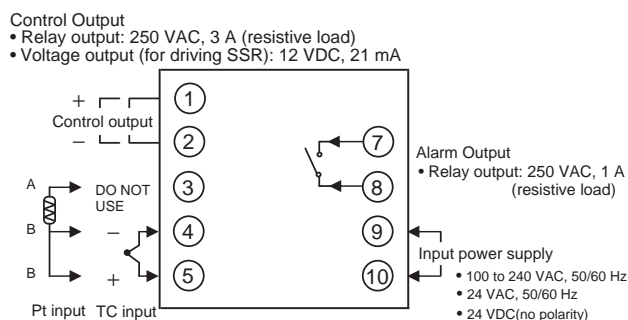 Control Output
• Relay output: 250 VAC, 3 A (resistive load)
• Voltage output (for driving SSR): 12 VDC, 21 mA
+
Control output
−
1
2
3
4
5
7
8
9
10
A
B
B
DO NOT
USE
−
+
Pt input
TC input
Alarm Output
• Relay output: 250 VAC, 1 A
(resistive load)
Input power supply
• 100 to 240 VAC, 50/60 Hz
• 24 VAC, 50/60 Hz
• 24 VDC(no polarity)